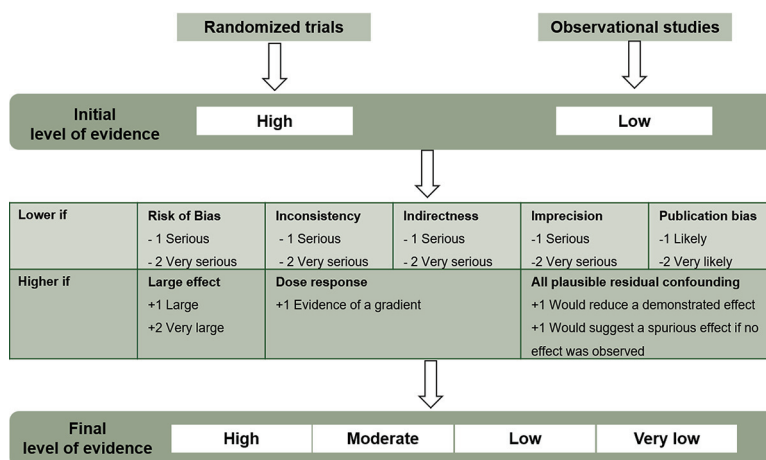 Randomized trials
Observational studies
Initial
level of evidence
High
Low
Lower if
Risk of Bias
- 1 Serious
- 2 Very serious
Inconsistency
- 1 Serious
- 2 Very serious
Indirectness
- 1 Serious
- 2 Very serious
Imprecision
-1 Serious
-2 Very serious
Publication bias
-1 Likely
-2 Very likely
Higher if
Large effect
+1 Large
+2 Very large
Dose response
+1 Evidence of a gradient
All plausible residual confounding
+1 Would reduce a demonstrated effect
+1 Would suggest a spurious effect if no
effect was observed
Final
level of evidence
High
Moderate
Low
Very low